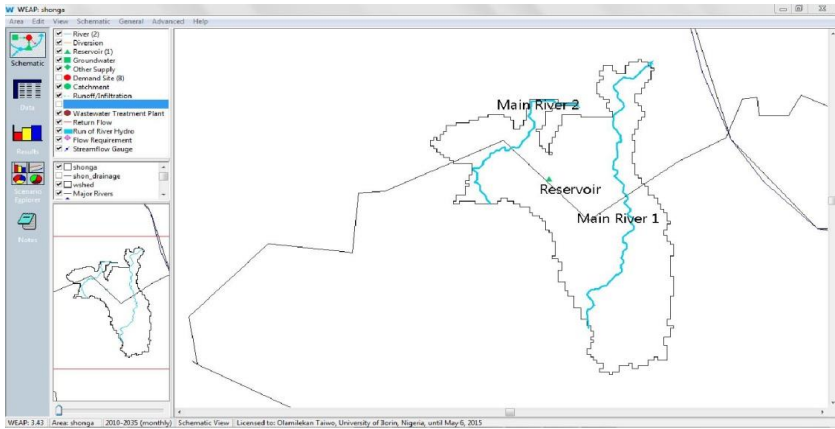 W WEAP: shonga
Area Edit View Schematic General Advanced Help
Schematic
Data
Results
Scenario Explorer
Notes
River (2)
Diversion
Reservoir (1)
Groundwater
Other Supply
Demand Site (8)
Catchment
Runoff/Infiltration
Wastewater Treatment Plant
Return Flow
Run of River Hydro
Flow Requirement
Streamflow Gauge
shonga
shon_drainage
wshed
Major Rivers
Main River 2
Reservoir
Main River 1
WEAP: 3.43 Area: shonga 2010-2035 (monthly) Schematic View Licensed to: Olamilekan Taiwo, University of Ilorin, Nigeria, until May 6, 2015